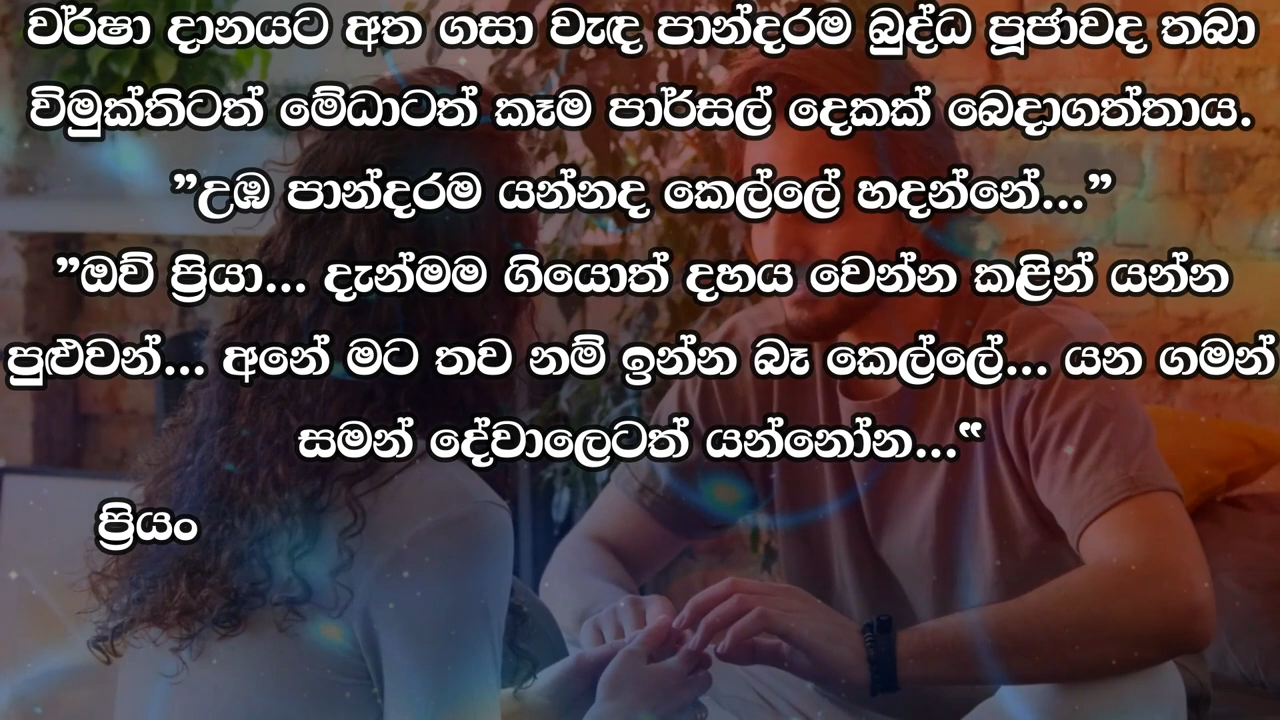 වර්ෂා දානයට අත ගසා වැඳ පාන්දරම බුද්ධ පූජාවද තබා
විමුක්තිටත් මේධාටත් කෑම පාර්සල් දෙකක් බෙදාගත්තාය.
”උඹ පාන්දරම යන්නද කෙල්ලේ හදන්නේ...”
”ඔව් ප්‍රියා... දැන්මම ගියොත් දහය වෙන්න කළින් යන්න
පුළුවන්... අනේ මට තව නම් ඉන්න බෑ කෙල්ලේ... යන ගමන්
සමන් දේවාලෙටත් යන්නෝන...‟
ප්‍රියං